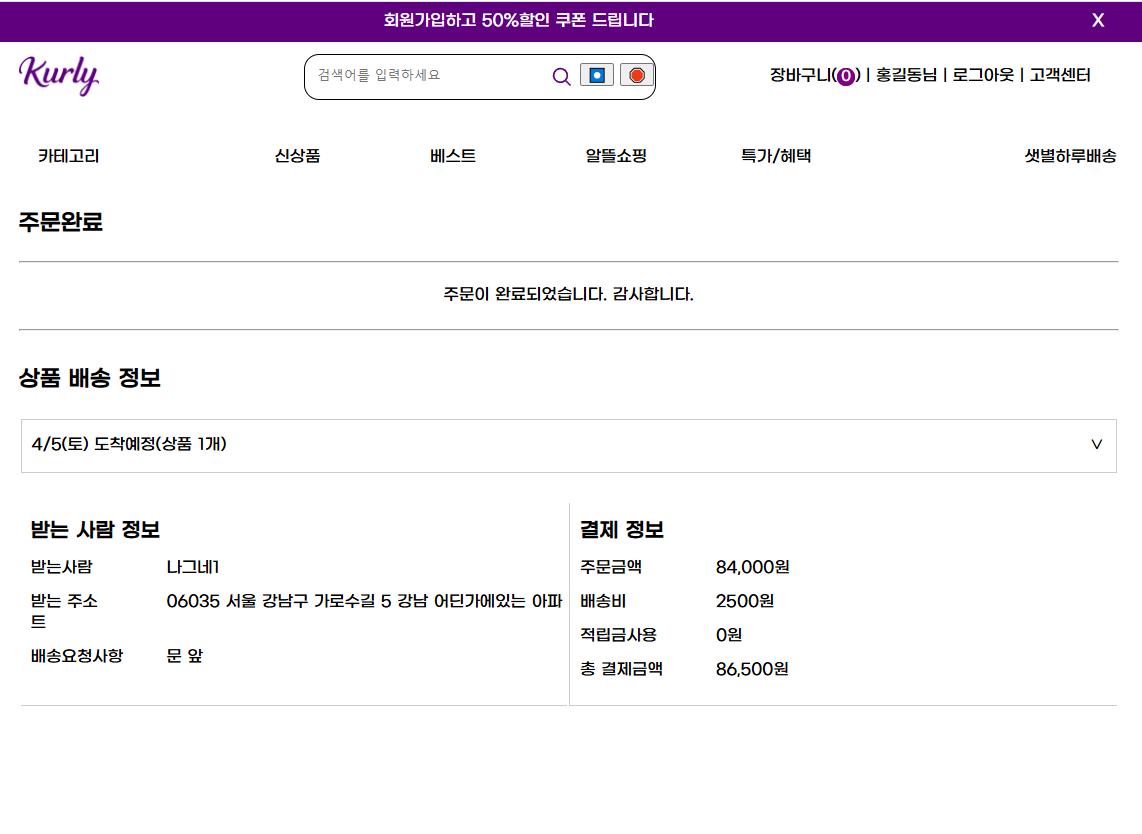 회원가입하고 50%할인 쿠폰 드립니다 X
Kurly 검색어를 입력하세요 장바구니(0) | 홍길동님 | 로그아웃 | 고객센터
카테고리 신상품 베스트 알뜰쇼핑 특가/혜택 샛별하루배송
주문완료
주문이 완료되었습니다. 감사합니다.
상품 배송 정보
4/5(토) 도착예정(상품 1개) ∨
받는 사람 정보
받는사람 나그네1
받는 주소 06035 서울 강남구 가로수길 5 강남 어딘가에있는 아파
트
배송요청사항 문 앞
결제 정보
주문금액 84,000원
배송비 2500원
적립금사용 0원
총 결제금액 86,500원